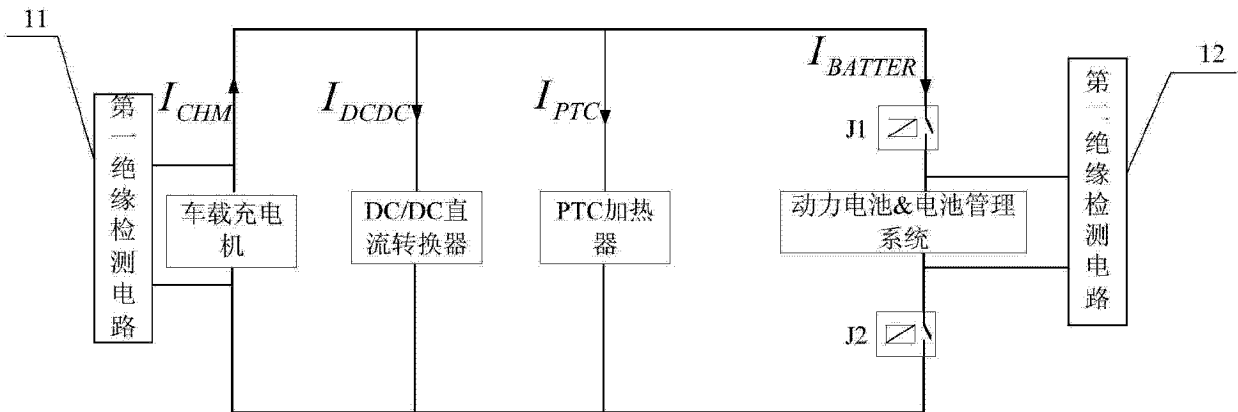 11
第一绝缘检测电路
I_CHM
车载充电
机
I_DCDC
DC/DC直
流转换器
I_PTC
PTC加热
器
I_BATTER
J1
动力电池&电池管理
系统
J2
第二绝缘检测电路
12